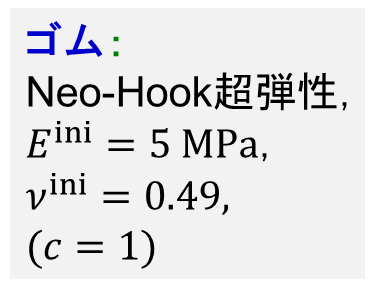 ゴム:
Neo-Hook超弾性,
E^ini = 5 MPa,
ν^ini = 0.49,
(c = 1)